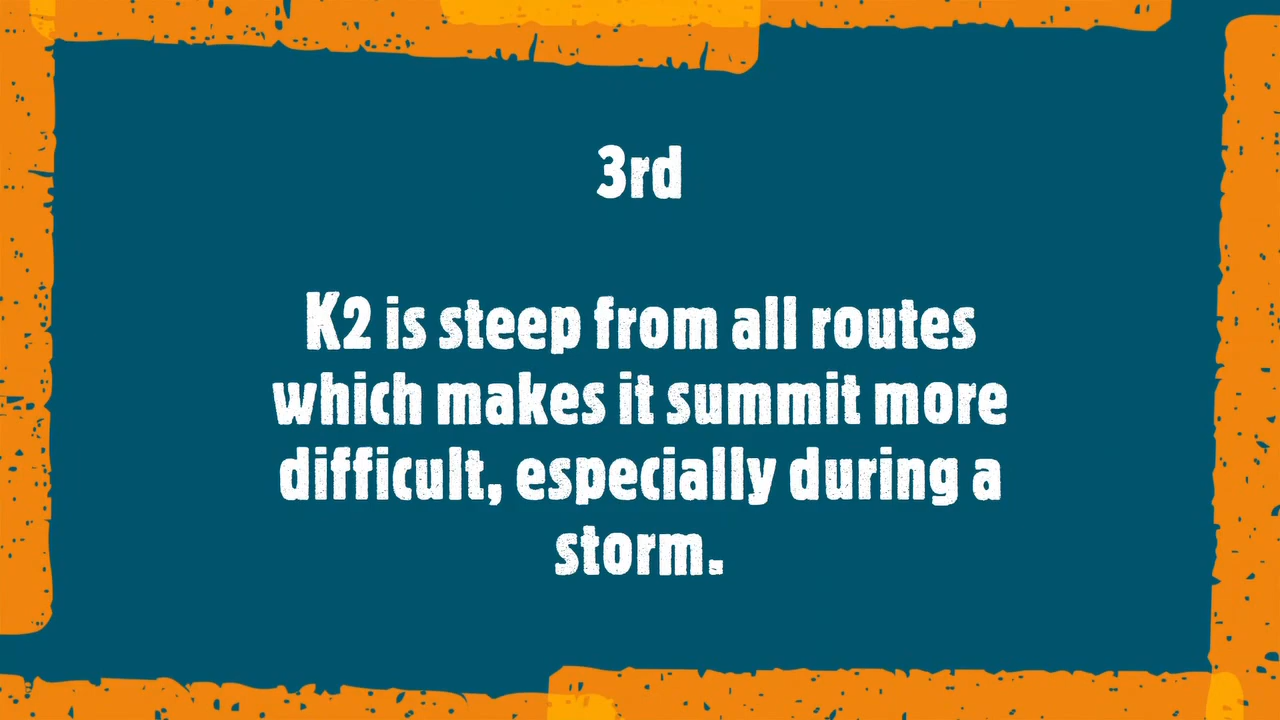 3rd
K2 is steep from all routes
which makes it summit more
difficult, especially during a
storm.